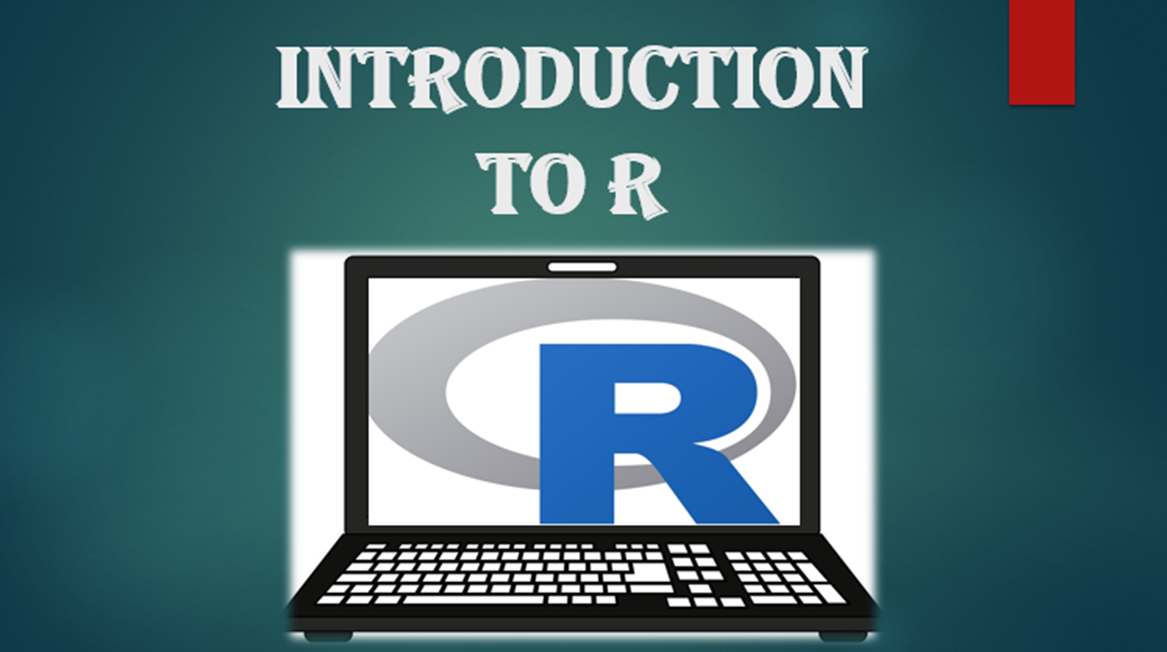 INTRODUCTION
TO R
R